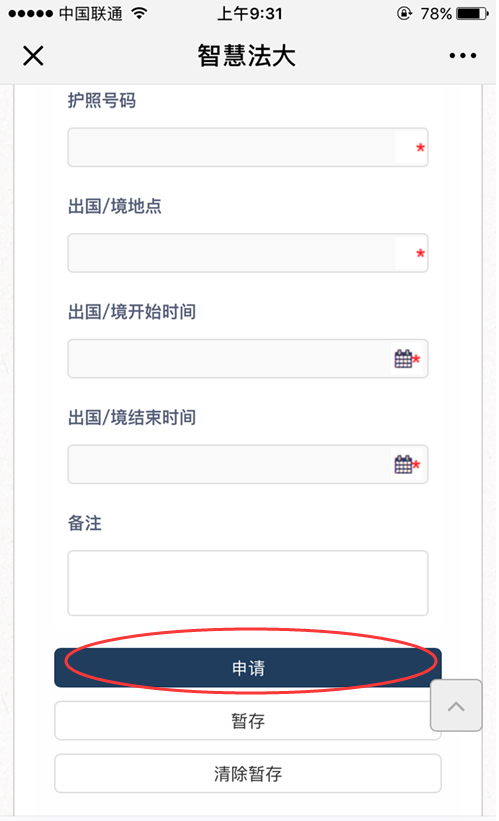 中国联通 上午9:31 78%
智慧法大
护照号码
*
出国/境地点
*
出国/境开始时间
*
出国/境结束时间
*
备注
申请
暂存
清除暂存